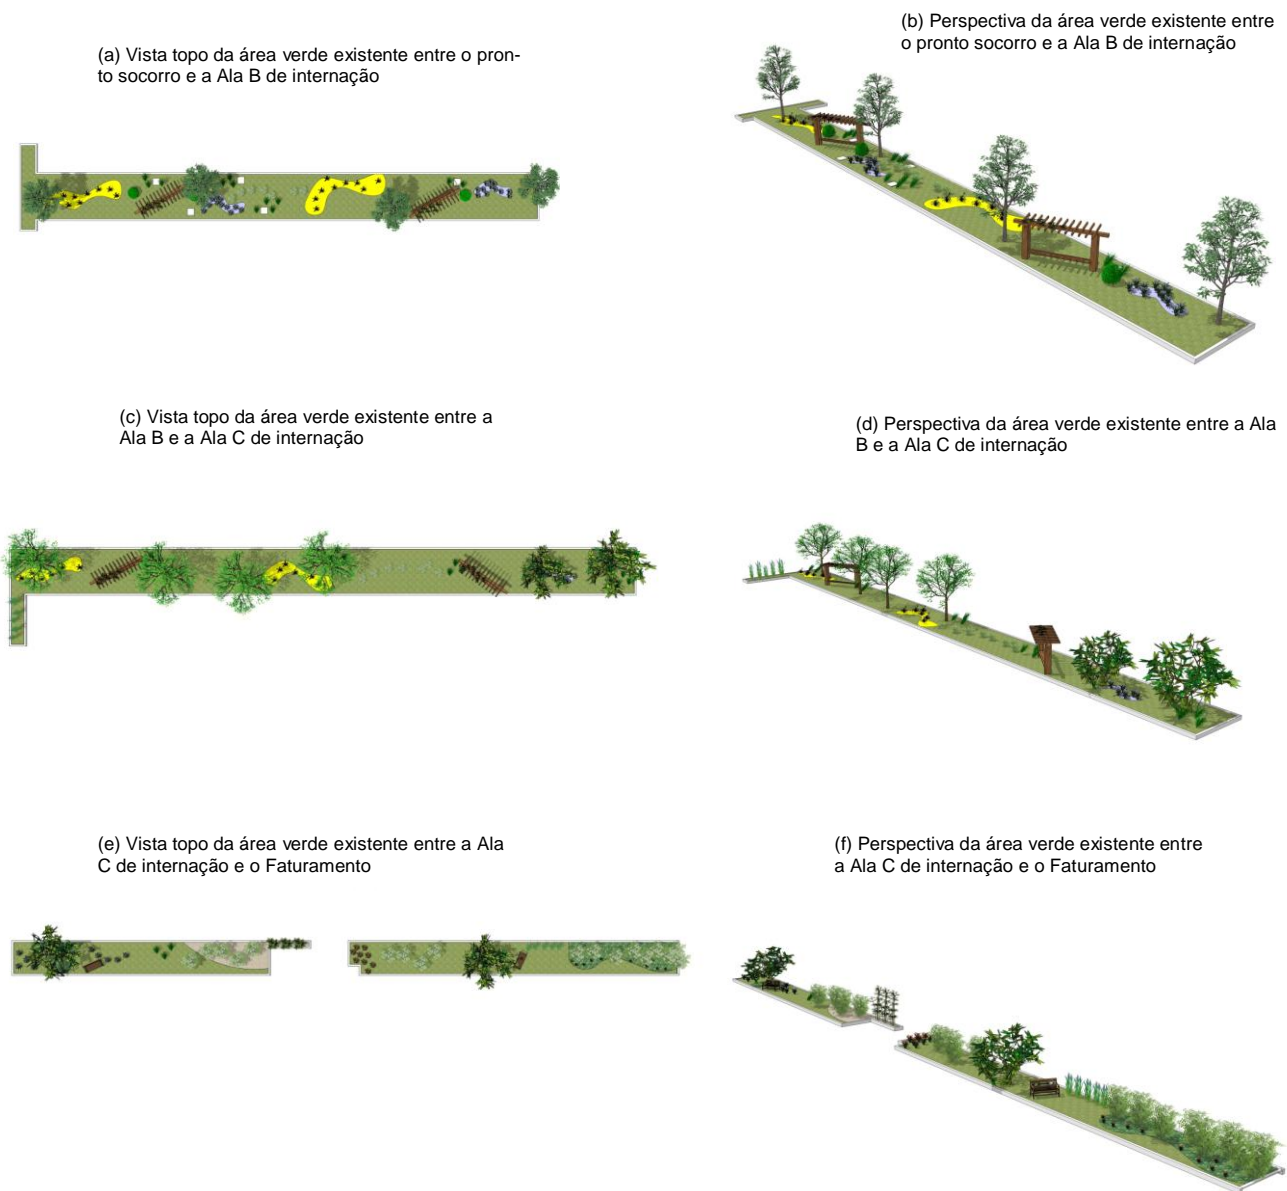 (a) Vista topo da área verde existente entre o pron-
to socorro e a Ala B de internação
(b) Perspectiva da área verde existente entre
o pronto socorro e a Ala B de internação
(c) Vista topo da área verde existente entre a
Ala B e a Ala C de internação
(d) Perspectiva da área verde existente entre a Ala
B e a Ala C de internação
(e) Vista topo da área verde existente entre a Ala
C de internação e o Faturamento
(f) Perspectiva da área verde existente entre
a Ala C de internação e o Faturamento